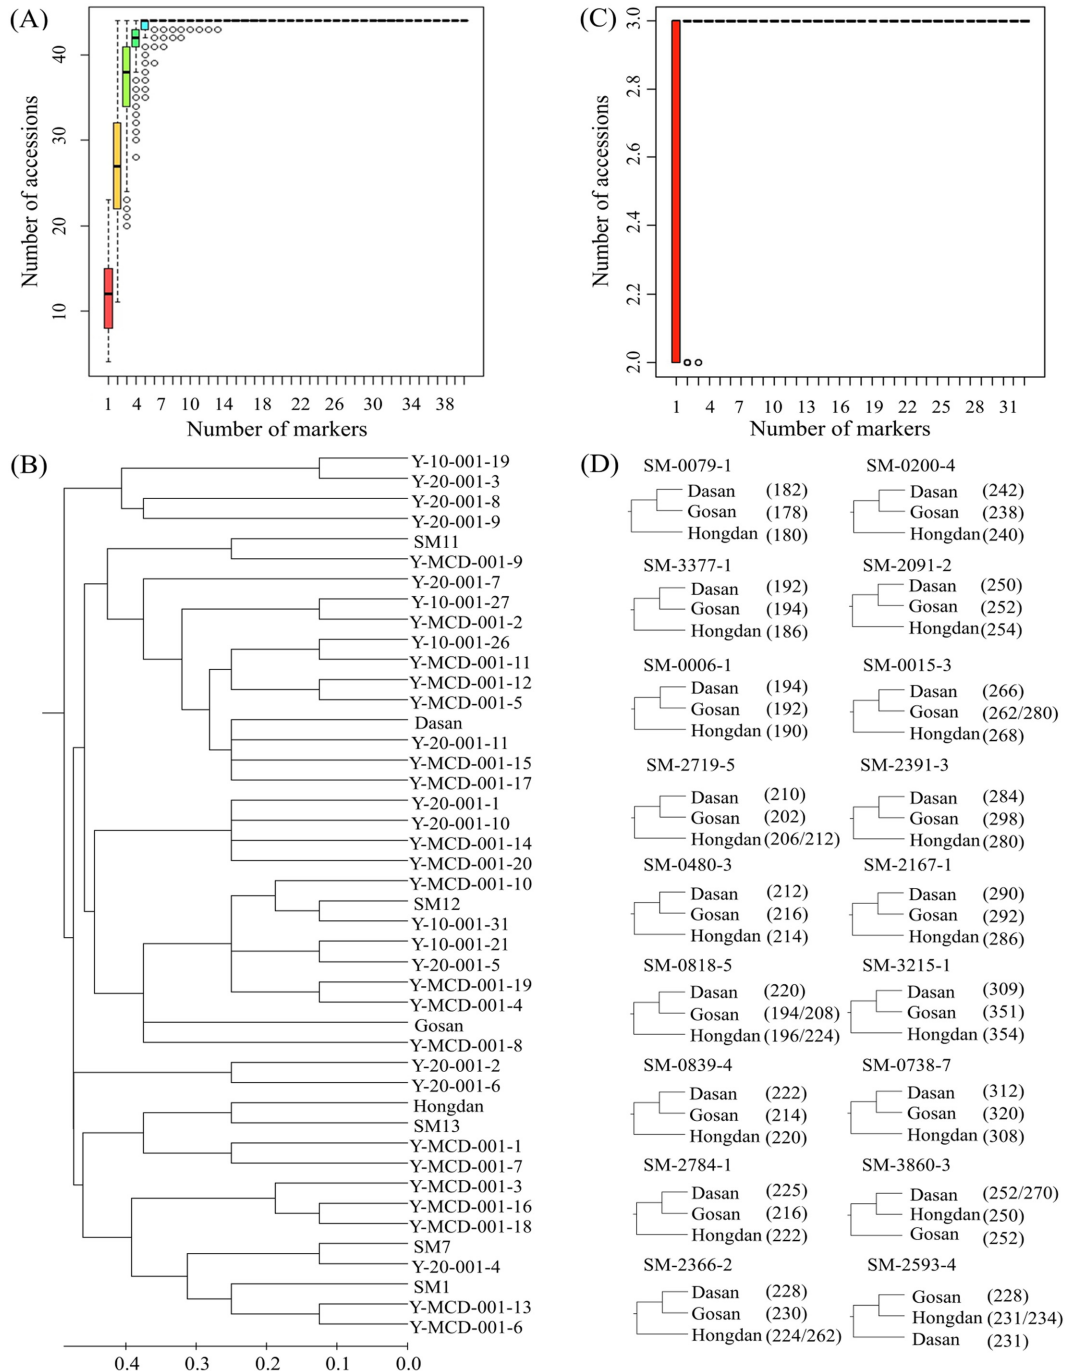 (A)
Number of accessions
40
30
20
10
1 4 7 10 14 18 22 26 30 34 38
Number of markers
(C)
Number of accessions
3.0
2.8
2.6
2.4
2.2
2.0
1 4 7 10 13 16 19 22 25 28 31
Number of markers
(B)
Y-10-001-19
Y-20-001-3
Y-20-001-8
Y-20-001-9
SM11
Y-MCD-001-9
Y-20-001-7
Y-10-001-27
Y-MCD-001-2
Y-10-001-26
Y-MCD-001-11
Y-MCD-001-12
Y-MCD-001-5
Dasan
Y-20-001-11
Y-MCD-001-15
Y-MCD-001-17
Y-20-001-1
Y-20-001-10
Y-MCD-001-14
Y-MCD-001-20
Y-MCD-001-10
SM12
Y-10-001-31
Y-10-001-21
Y-20-001-5
Y-MCD-001-19
Y-MCD-001-4
Gosan
Y-MCD-001-8
Y-20-001-2
Y-20-001-6
Hongdan
SM13
Y-MCD-001-1
Y-MCD-001-7
Y-MCD-001-3
Y-MCD-001-16
Y-MCD-001-18
SM7
Y-20-001-4
SM1
Y-MCD-001-13
Y-MCD-001-6
0.4 0.3 0.2 0.1 0.0
(D)
SM-0079-1
Dasan (182)
Gosan (178)
Hongdan (180)
SM-3377-1
Dasan (192)
Gosan (194)
Hongdan (186)
SM-0006-1
Dasan (194)
Gosan (192)
Hongdan (190)
SM-2719-5
Dasan (210)
Gosan (202)
Hongdan (206/212)
SM-0480-3
Dasan (212)
Gosan (216)
Hongdan (214)
SM-0818-5
Dasan (220)
Gosan (194/208)
Hongdan (196/224)
SM-0839-4
Dasan (222)
Gosan (214)
Hongdan (220)
SM-2784-1
Dasan (225)
Gosan (216)
Hongdan (222)
SM-2366-2
Dasan (228)
Gosan (230)
Hongdan (224/262)
SM-0200-4
Dasan (242)
Gosan (238)
Hongdan (240)
SM-2091-2
Dasan (250)
Gosan (252)
Hongdan (254)
SM-0015-3
Dasan (266)
Gosan (262/280)
Hongdan (268)
SM-2391-3
Dasan (284)
Gosan (298)
Hongdan (280)
SM-2167-1
Dasan (290)
Gosan (292)
Hongdan (286)
SM-3215-1
Dasan (309)
Gosan (351)
Hongdan (354)
SM-0738-7
Dasan (312)
Gosan (320)
Hongdan (308)
SM-3860-3
Dasan (252/270)
Hongdan (250)
Gosan (252)
SM-2593-4
Gosan (228)
Hongdan (231/234)
Dasan (231)